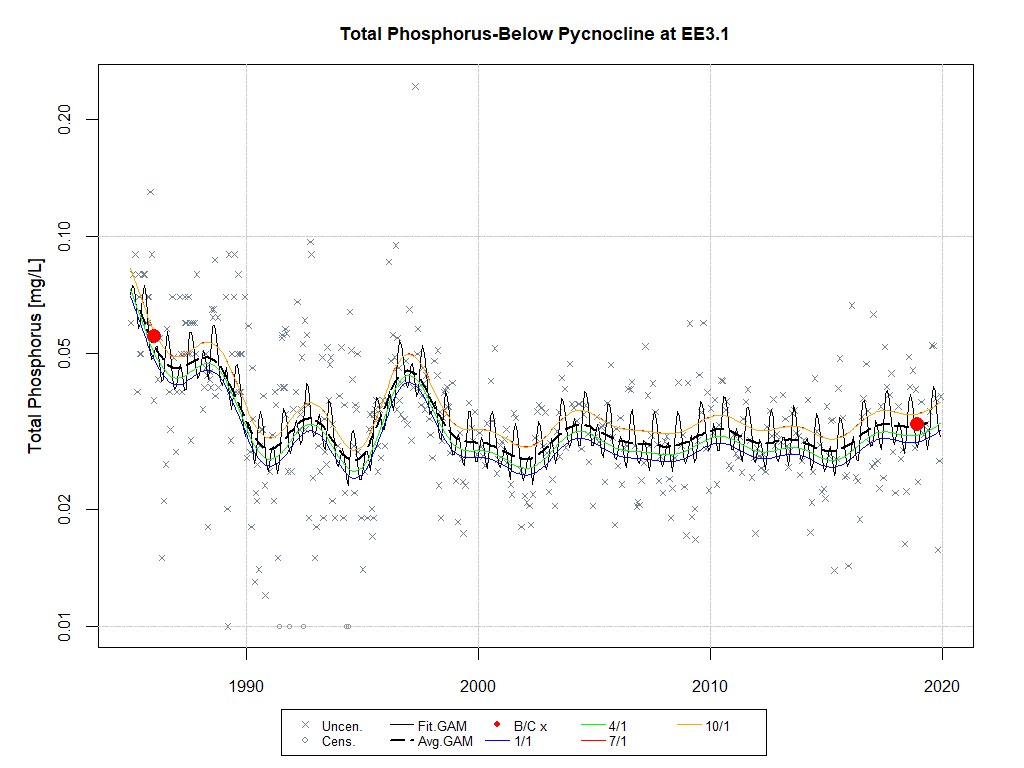 Total Phosphorus-Below Pycnocline at EE3.1
Total Phosphorus [mg/L]
0.20
0.10
0.05
0.02
0.01
1990 2000 2010 2020
Uncen. Fit.GAM B/C x 4/1 10/1
Cens. Avg.GAM 1/1 7/1